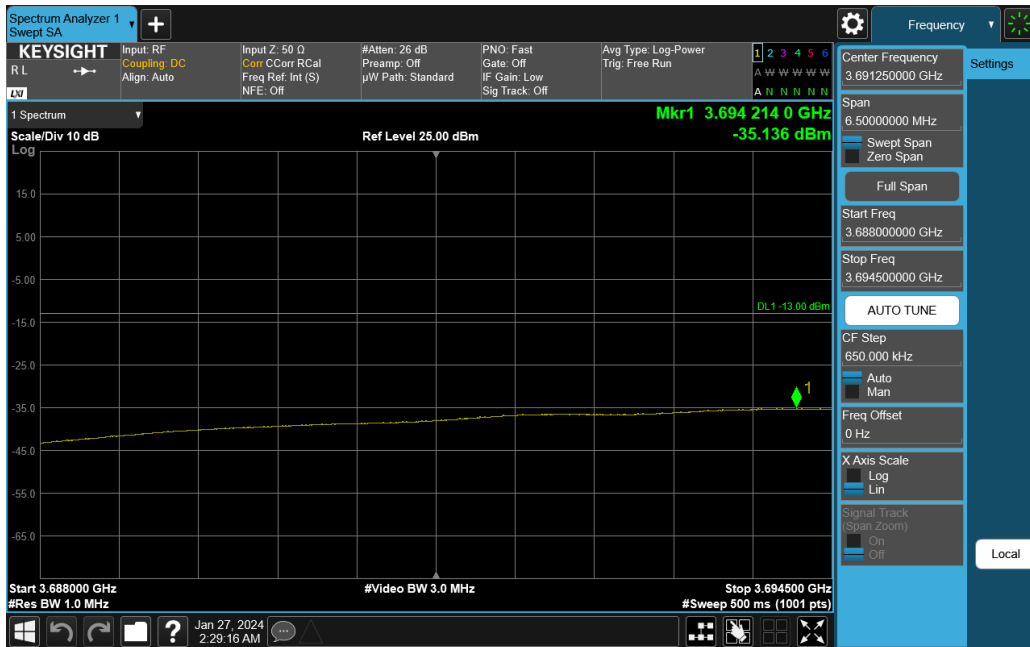 Spectrum Analyzer 1
Swept SA
Frequency
KEYSIGHT
R L
LXI
Input: RF
Coupling: DC
Align: Auto
Input Z: 50 Ω
Corr CCorr RCal
Freq Ref: Int (S)
NFE: Off
#Atten: 26 dB
Preamp: Off
µW Path: Standard
PNO: Fast
Gate: Off
IF Gain: Low
Sig Track: Off
Avg Type: Log-Power
Trig: Free Run
1 2 3 4 5 6
A W W W W W
A N N N N N
1 Spectrum
Mkr1 3.694 214 0 GHz
Scale/Div 10 dB
Ref Level 25.00 dBm
-35.136 dBm
Log
15.0
5.00
-5.00
DL1 -13.00 dBm
-15.0
-25.0
1
-35.0
-45.0
-55.0
-65.0
Start 3.688000 GHz
#Video BW 3.0 MHz
Stop 3.694500 GHz
#Res BW 1.0 MHz
#Sweep 500 ms (1001 pts)
?
Jan 27, 2024
2:29:16 AM
Center Frequency
3.691250000 GHz
Settings
Span
6.50000000 MHz
Swept Span
Zero Span
Full Span
Start Freq
3.688000000 GHz
Stop Freq
3.694500000 GHz
AUTO TUNE
CF Step
650.000 kHz
Auto
Man
Freq Offset
0 Hz
X Axis Scale
Log
Lin
Signal Track
(Span Zoom)
On
Off
Local